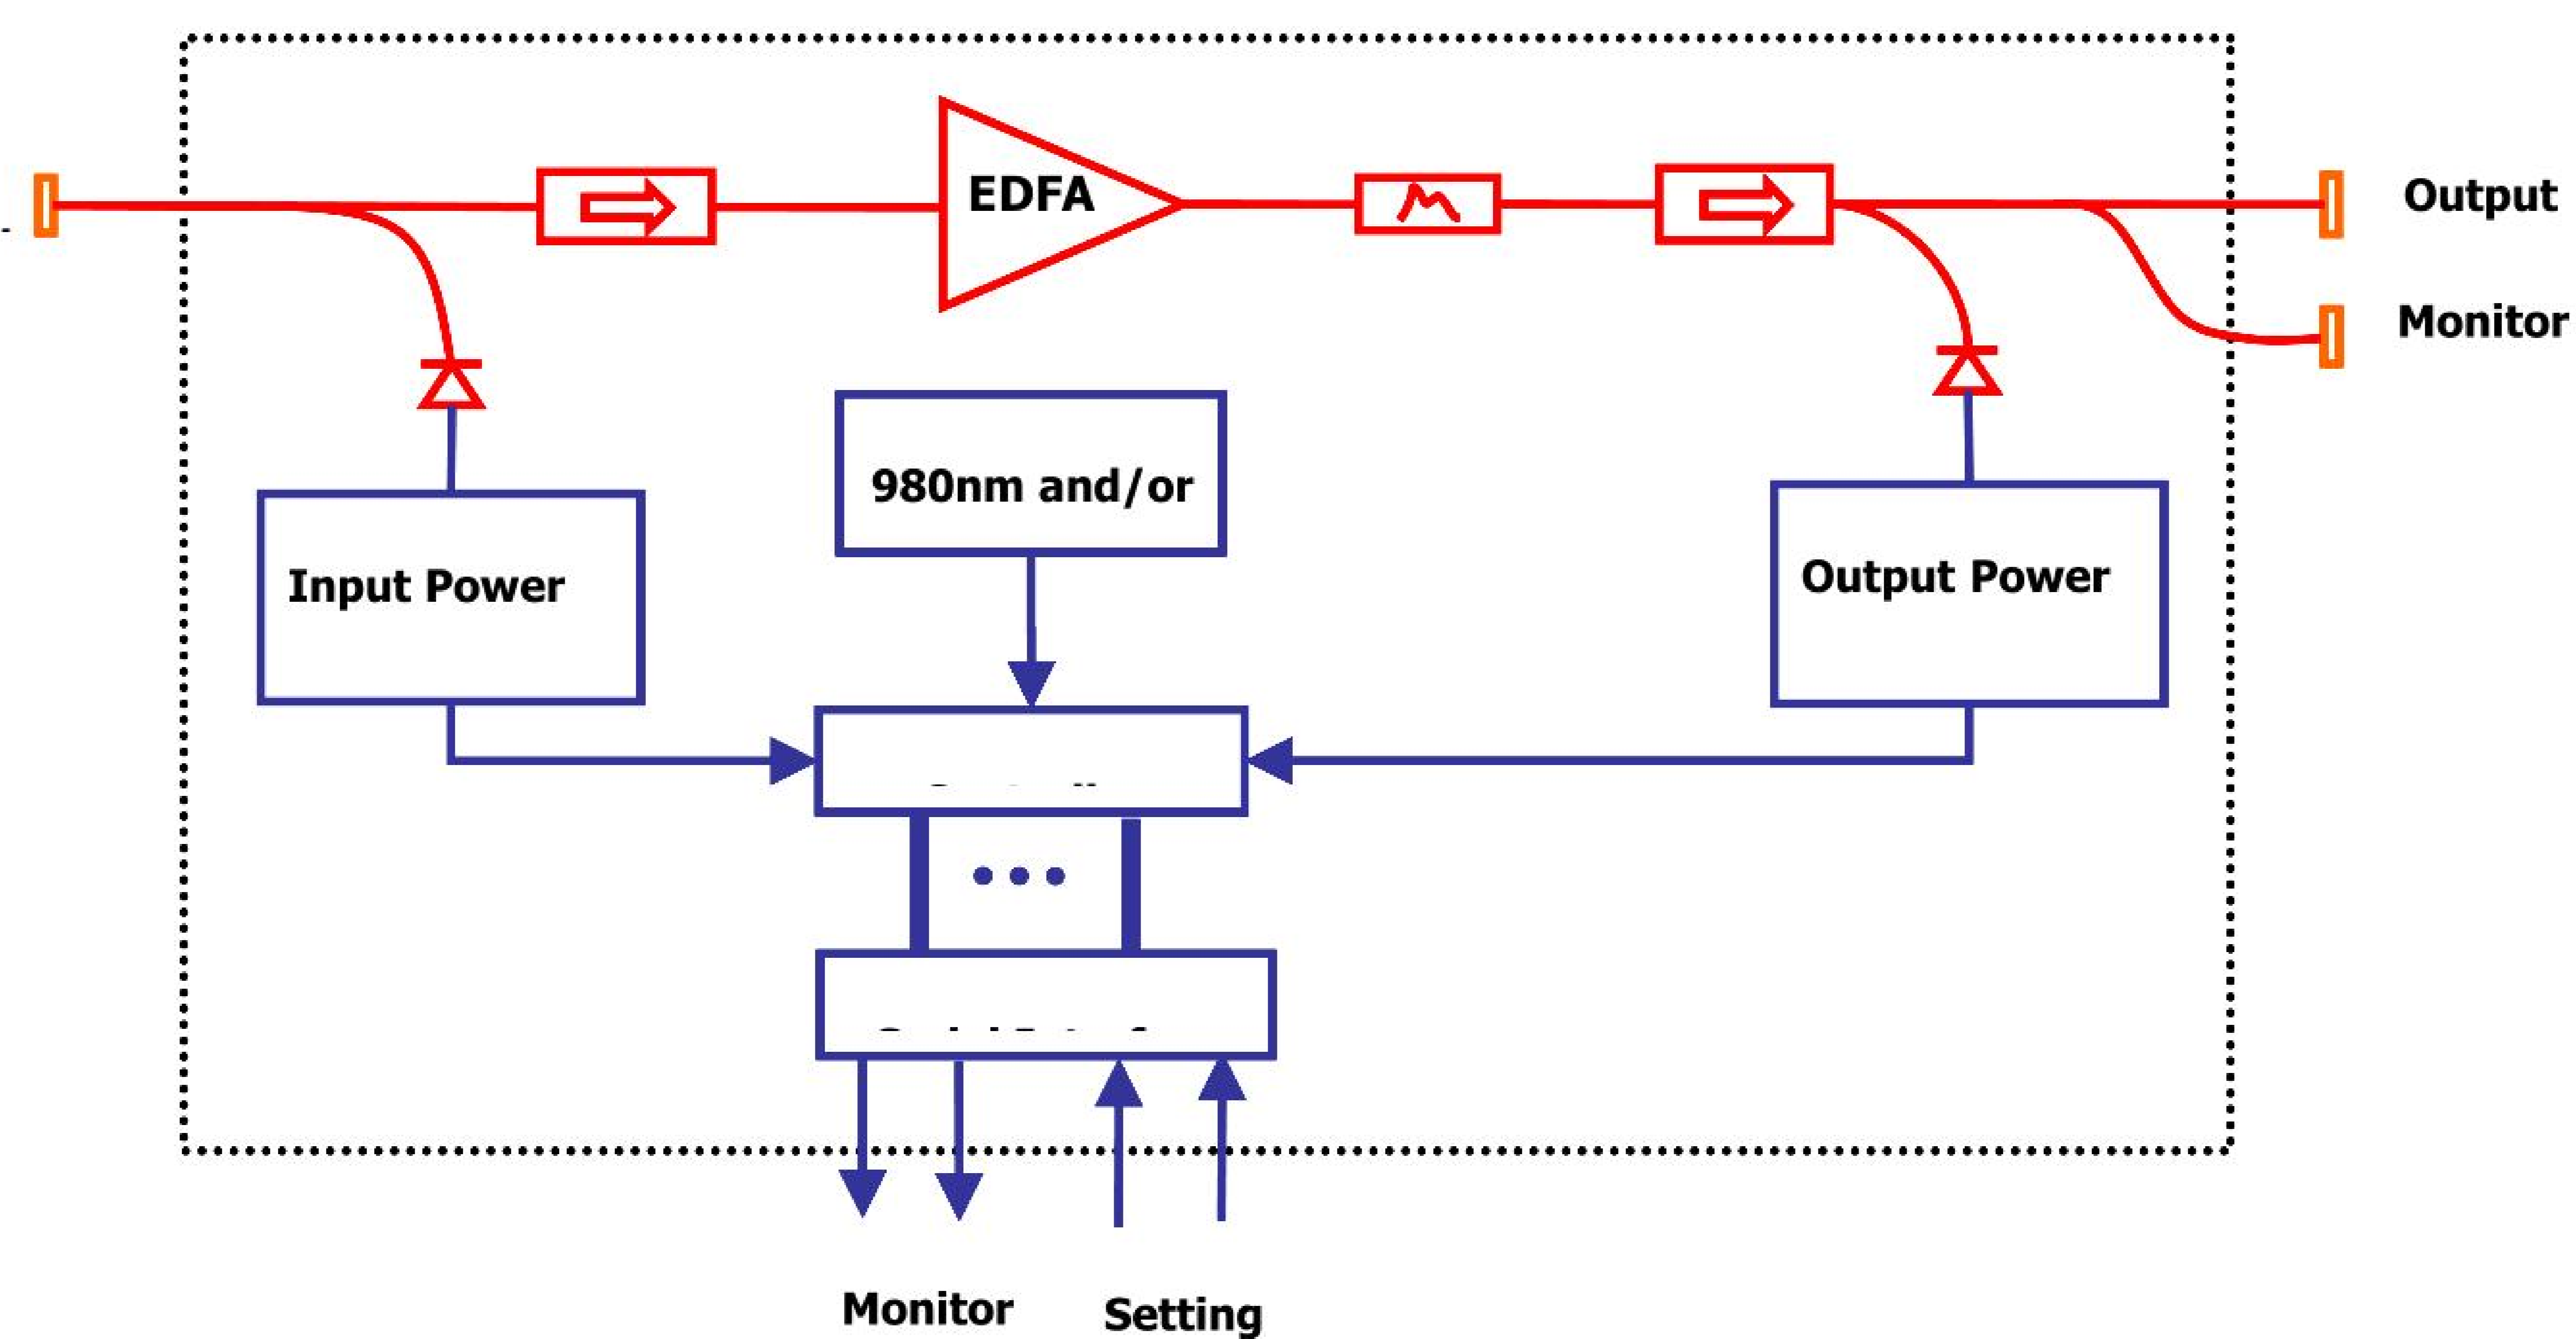 EDFA
Output
Monitor
980nm and/or
Input Power
Output Power
Monitor
Setting